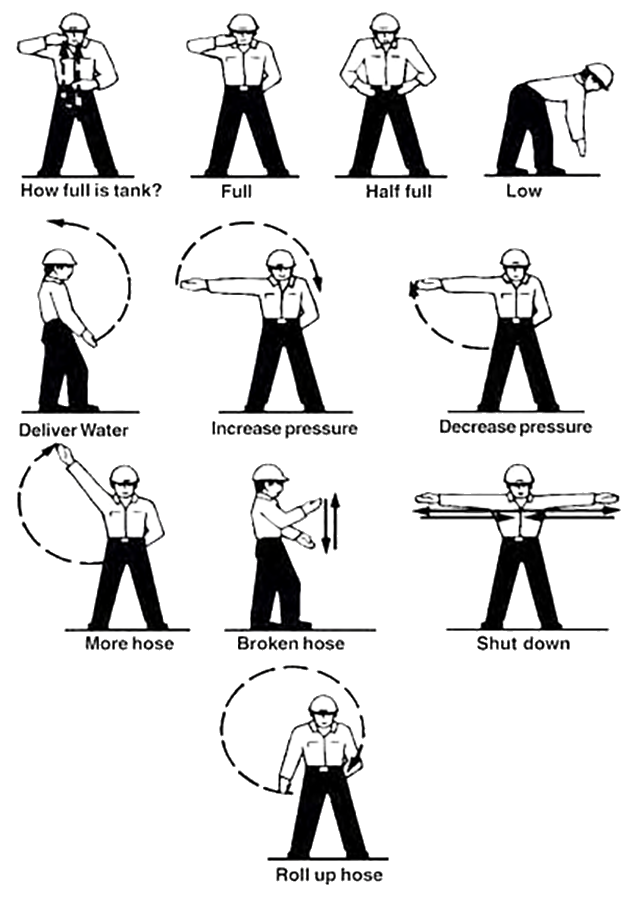 How full is tank?
Full
Half full
Low
Deliver Water
Increase pressure
Decrease pressure
More hose
Broken hose
Shut down
Roll up hose